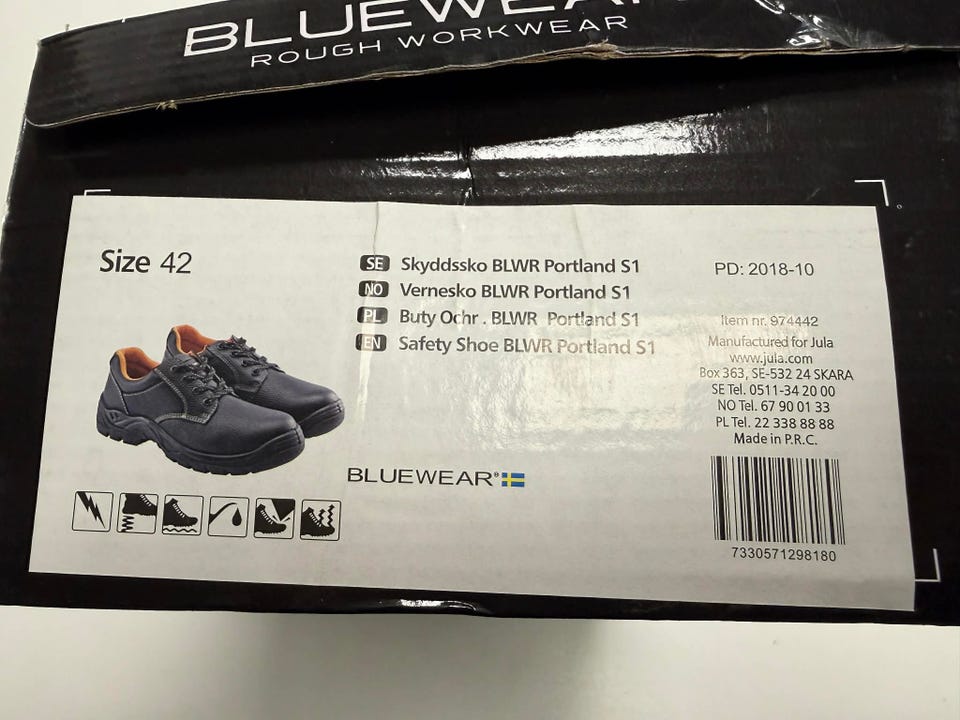 BLUEWEAR
ROUGH WORKWEAR
Size 42
SE Skyddssko BLWR Portland S1
NO Vernesko BLWR Portland S1
PL Buty Ochr . BLWR Portland S1
EN Safety Shoe BLWR Portland S1
PD: 2018-10
Item nr. 974442
Manufactured for Jula
www.jula.com
Box 363, SE-532 24 SKARA
SE Tel. 0511-34 20 00
NO Tel. 67 90 01 33
PL Tel. 22 338 88 88
Made in P.R.C.
BLUEWEAR®
7330571298180